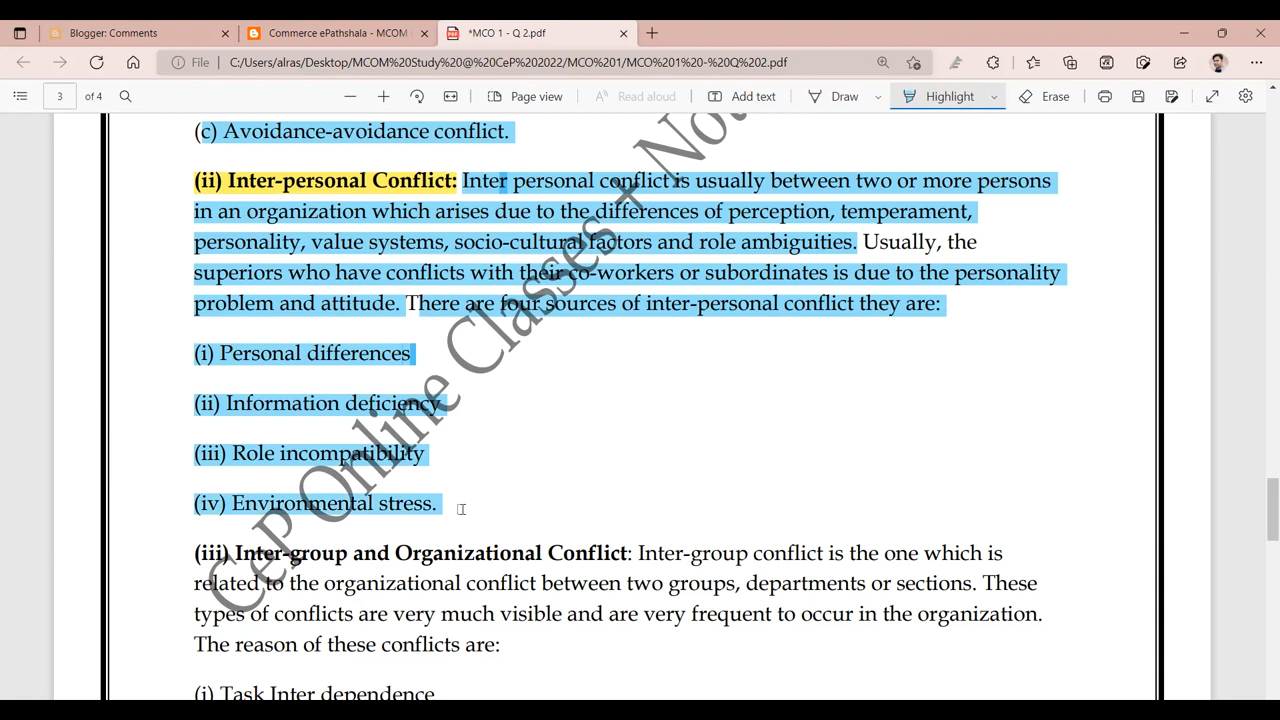 Blogger: Comments
Commerce ePathshala - MCOM
*MCO 1 - Q 2.pdf
File
C:/Users/alras/Desktop/MCOM%20Study%20@%20CeP%2C%202022/MCO%201/MCO%201%20-%20Q%202.pdf
3 of 4
Page view
Read aloud
Add text
Draw
Highlight
Erase
(c) Avoidance-avoidance conflict.
(ii) Inter-personal Conflict: Inter personal conflict is usually between two or more persons
in an organization which arises due to the differences of perception, temperament,
personality, value systems, socio-cultural factors and role ambiguities. Usually, the
superiors who have conflicts with their co-workers or subordinates is due to the personality
problem and attitude. There are four sources of inter-personal conflict they are:
(i) Personal differences
(ii) Information deficiency
(iii) Role incompatibility
(iv) Environmental stress.
(iii) Inter-group and Organizational Conflict: Inter-group conflict is the one which is
related to the organizational conflict between two groups, departments or sections. These
types of conflicts are very much visible and are very frequent to occur in the organization.
The reason of these conflicts are:
(i) Task Inter dependence
CeP Online Classes + No